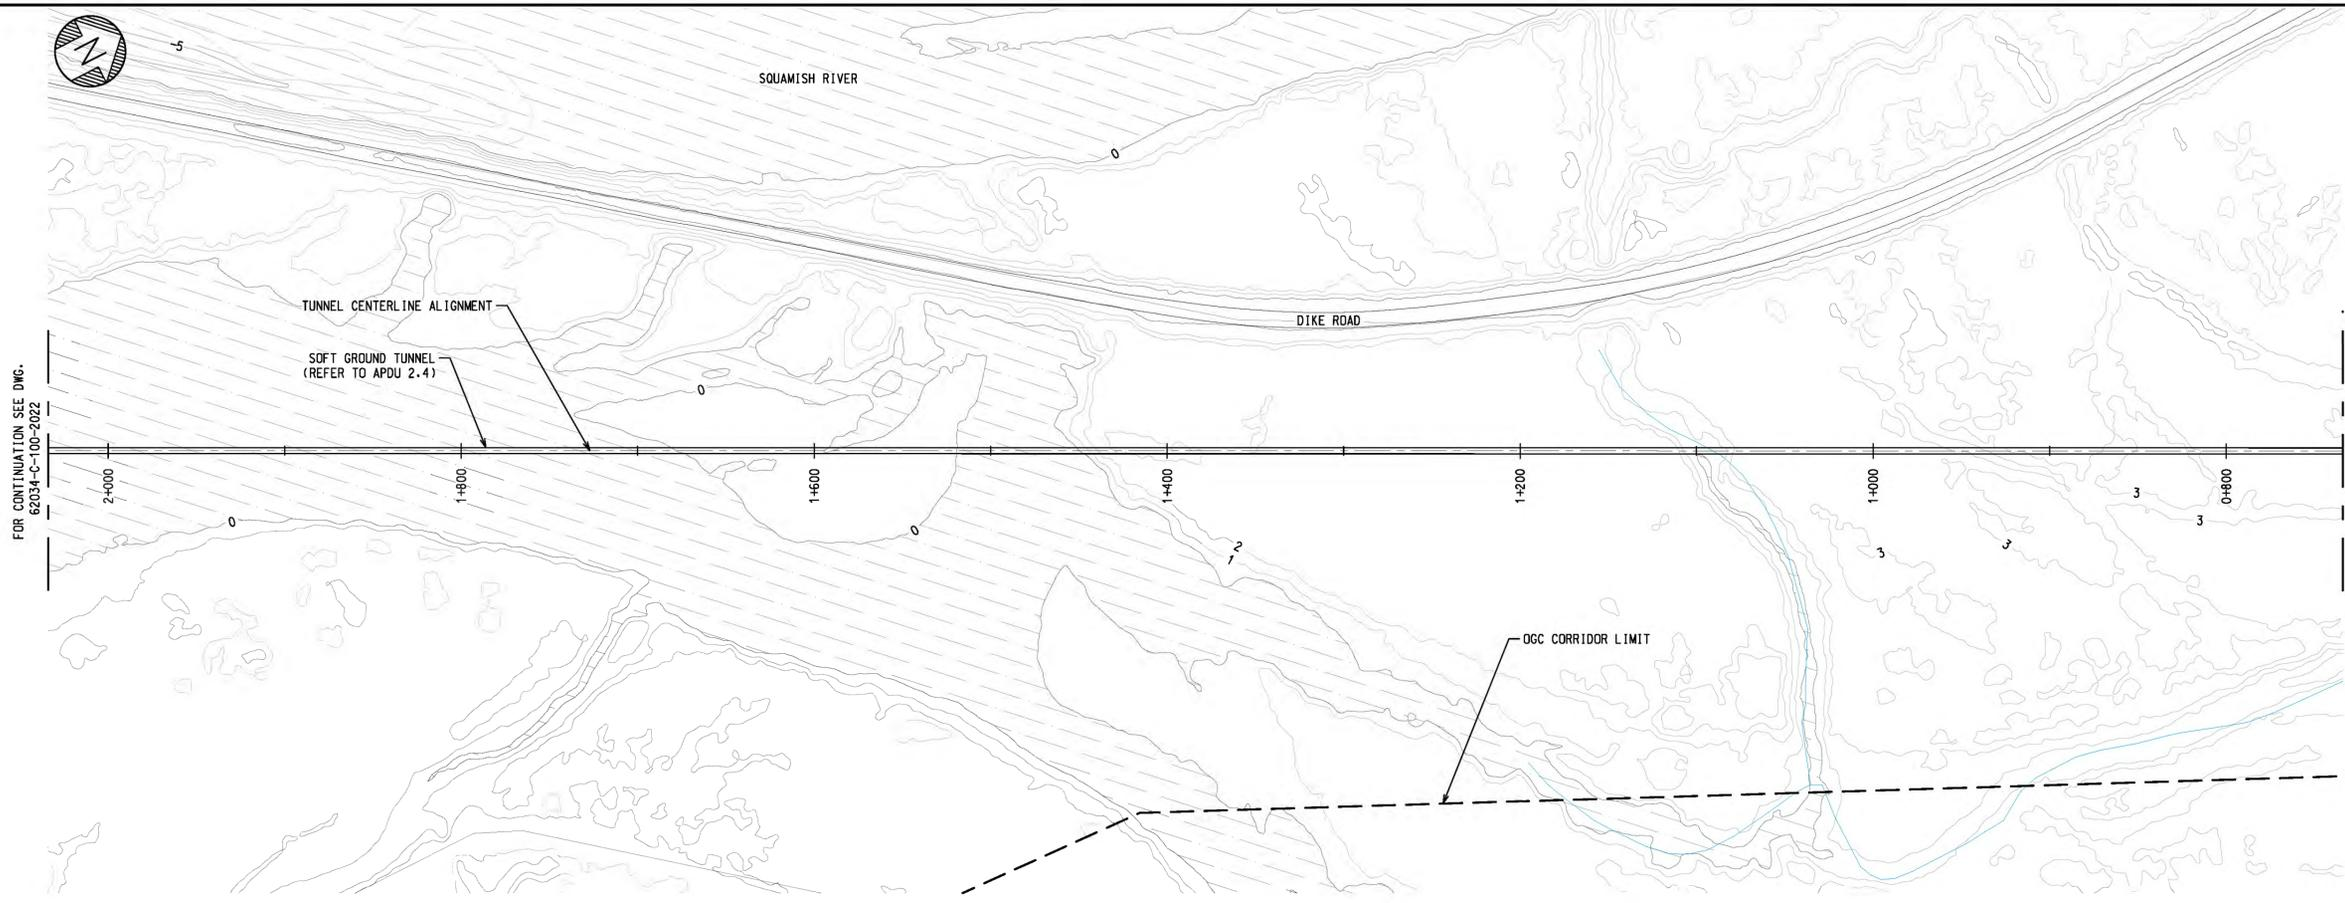 N
-5
SQUAMISH RIVER
0
TUNNEL CENTERLINE ALIGNMENT
DIKE ROAD
SOFT GROUND TUNNEL
(REFER TO APDU 2.4)
0
FOR CONTINUATION SEE DWG.
62034-C-100-2022
2+000
1+800
1+600
1+400
1+200
1+000
0+800
0
0
2
1
3
3
3
3
OGC CORRIDOR LIMIT